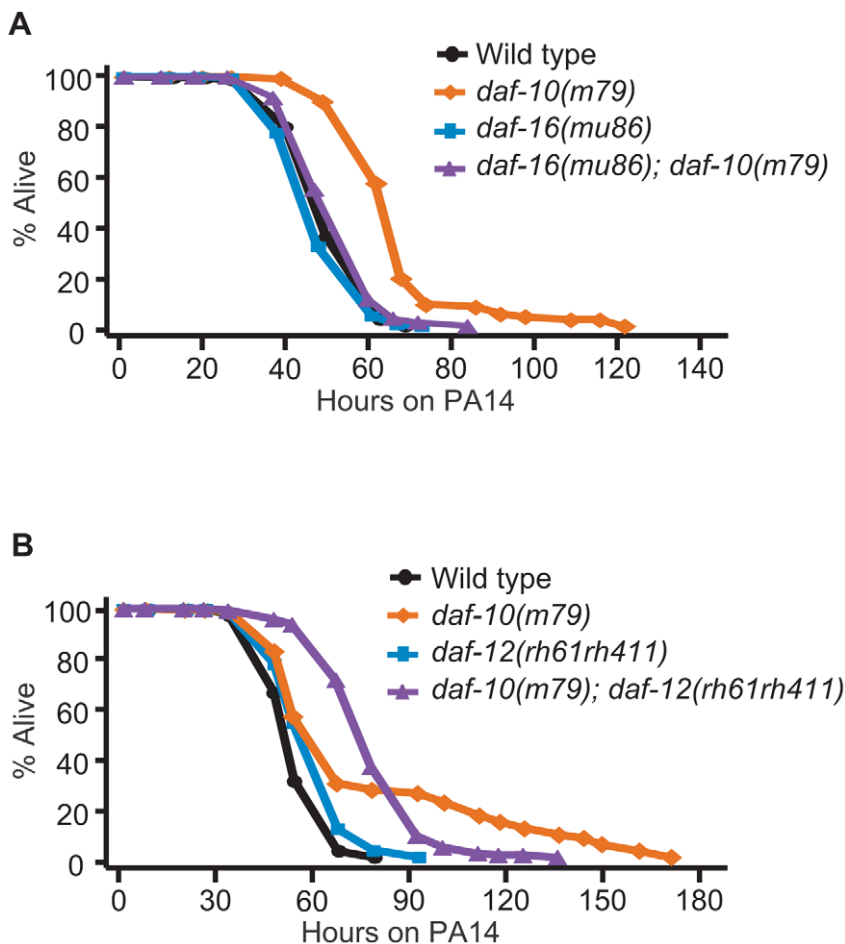 A
Wild type
daf-10(m79)
daf-16(mu86)
daf-16(mu86); daf-10(m79)
% Alive
100
80
60
40
20
0
0 20 40 60 80 100 120 140
Hours on PA14
B
Wild type
daf-10(m79)
daf-12(rh61rh411)
daf-10(m79); daf-12(rh61rh411)
% Alive
100
80
60
40
20
0
0 30 60 90 120 150 180
Hours on PA14